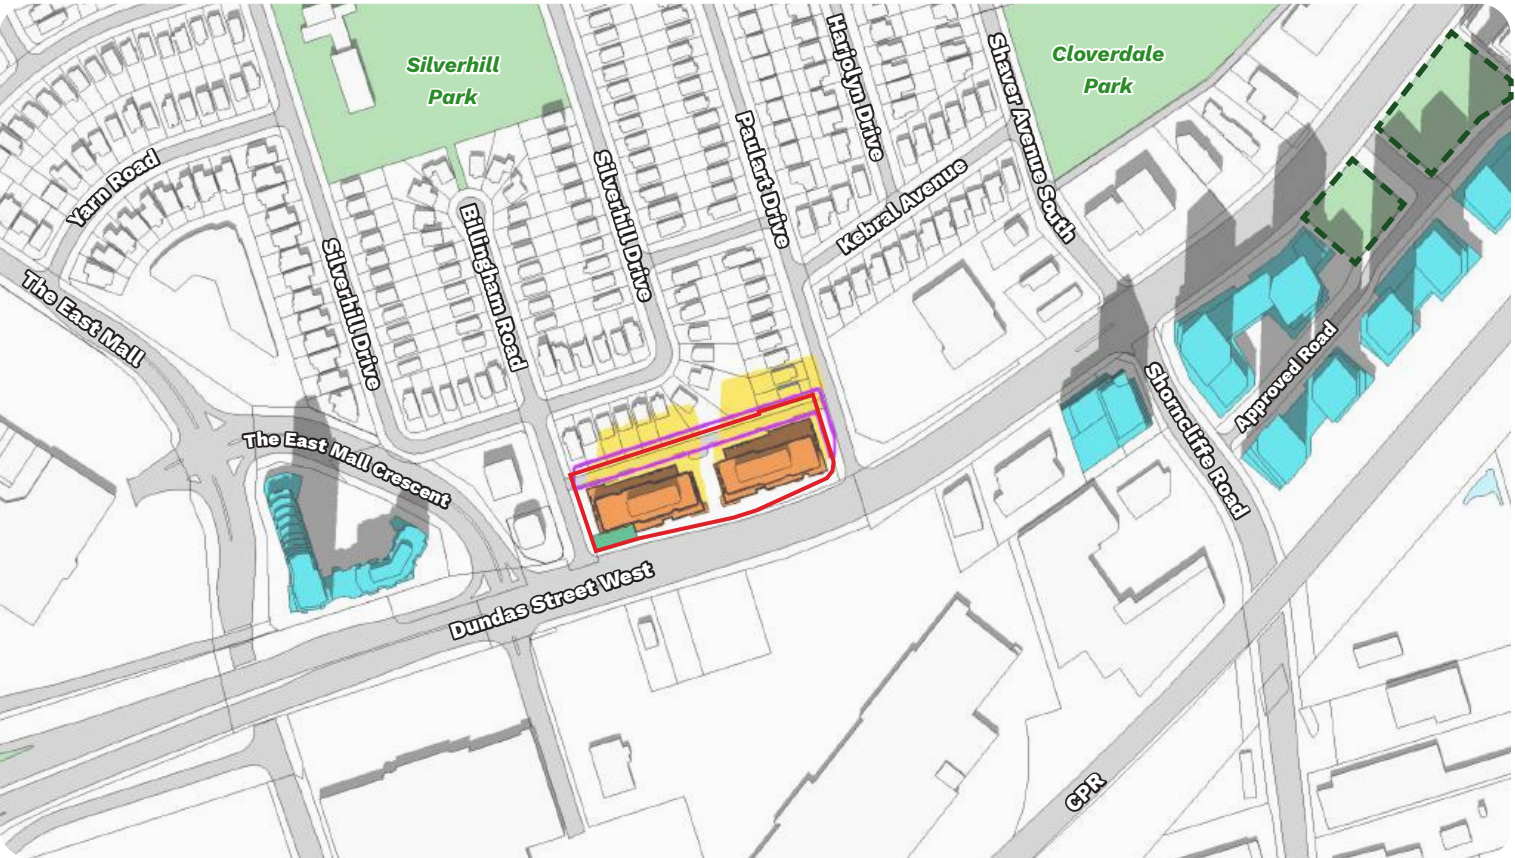 Silverhill
Park
Cloverdale
Park
Harjolyn Drive
Shaver Avenue South
Paulart Drive
Yarn Road
Silverhill Drive
Kebral Avenue
Billingham Road
Silverhill Drive
The East Mall
Approved Road
Shorncliffe Road
The East Mall Crescent
Dundas Street West
CPR